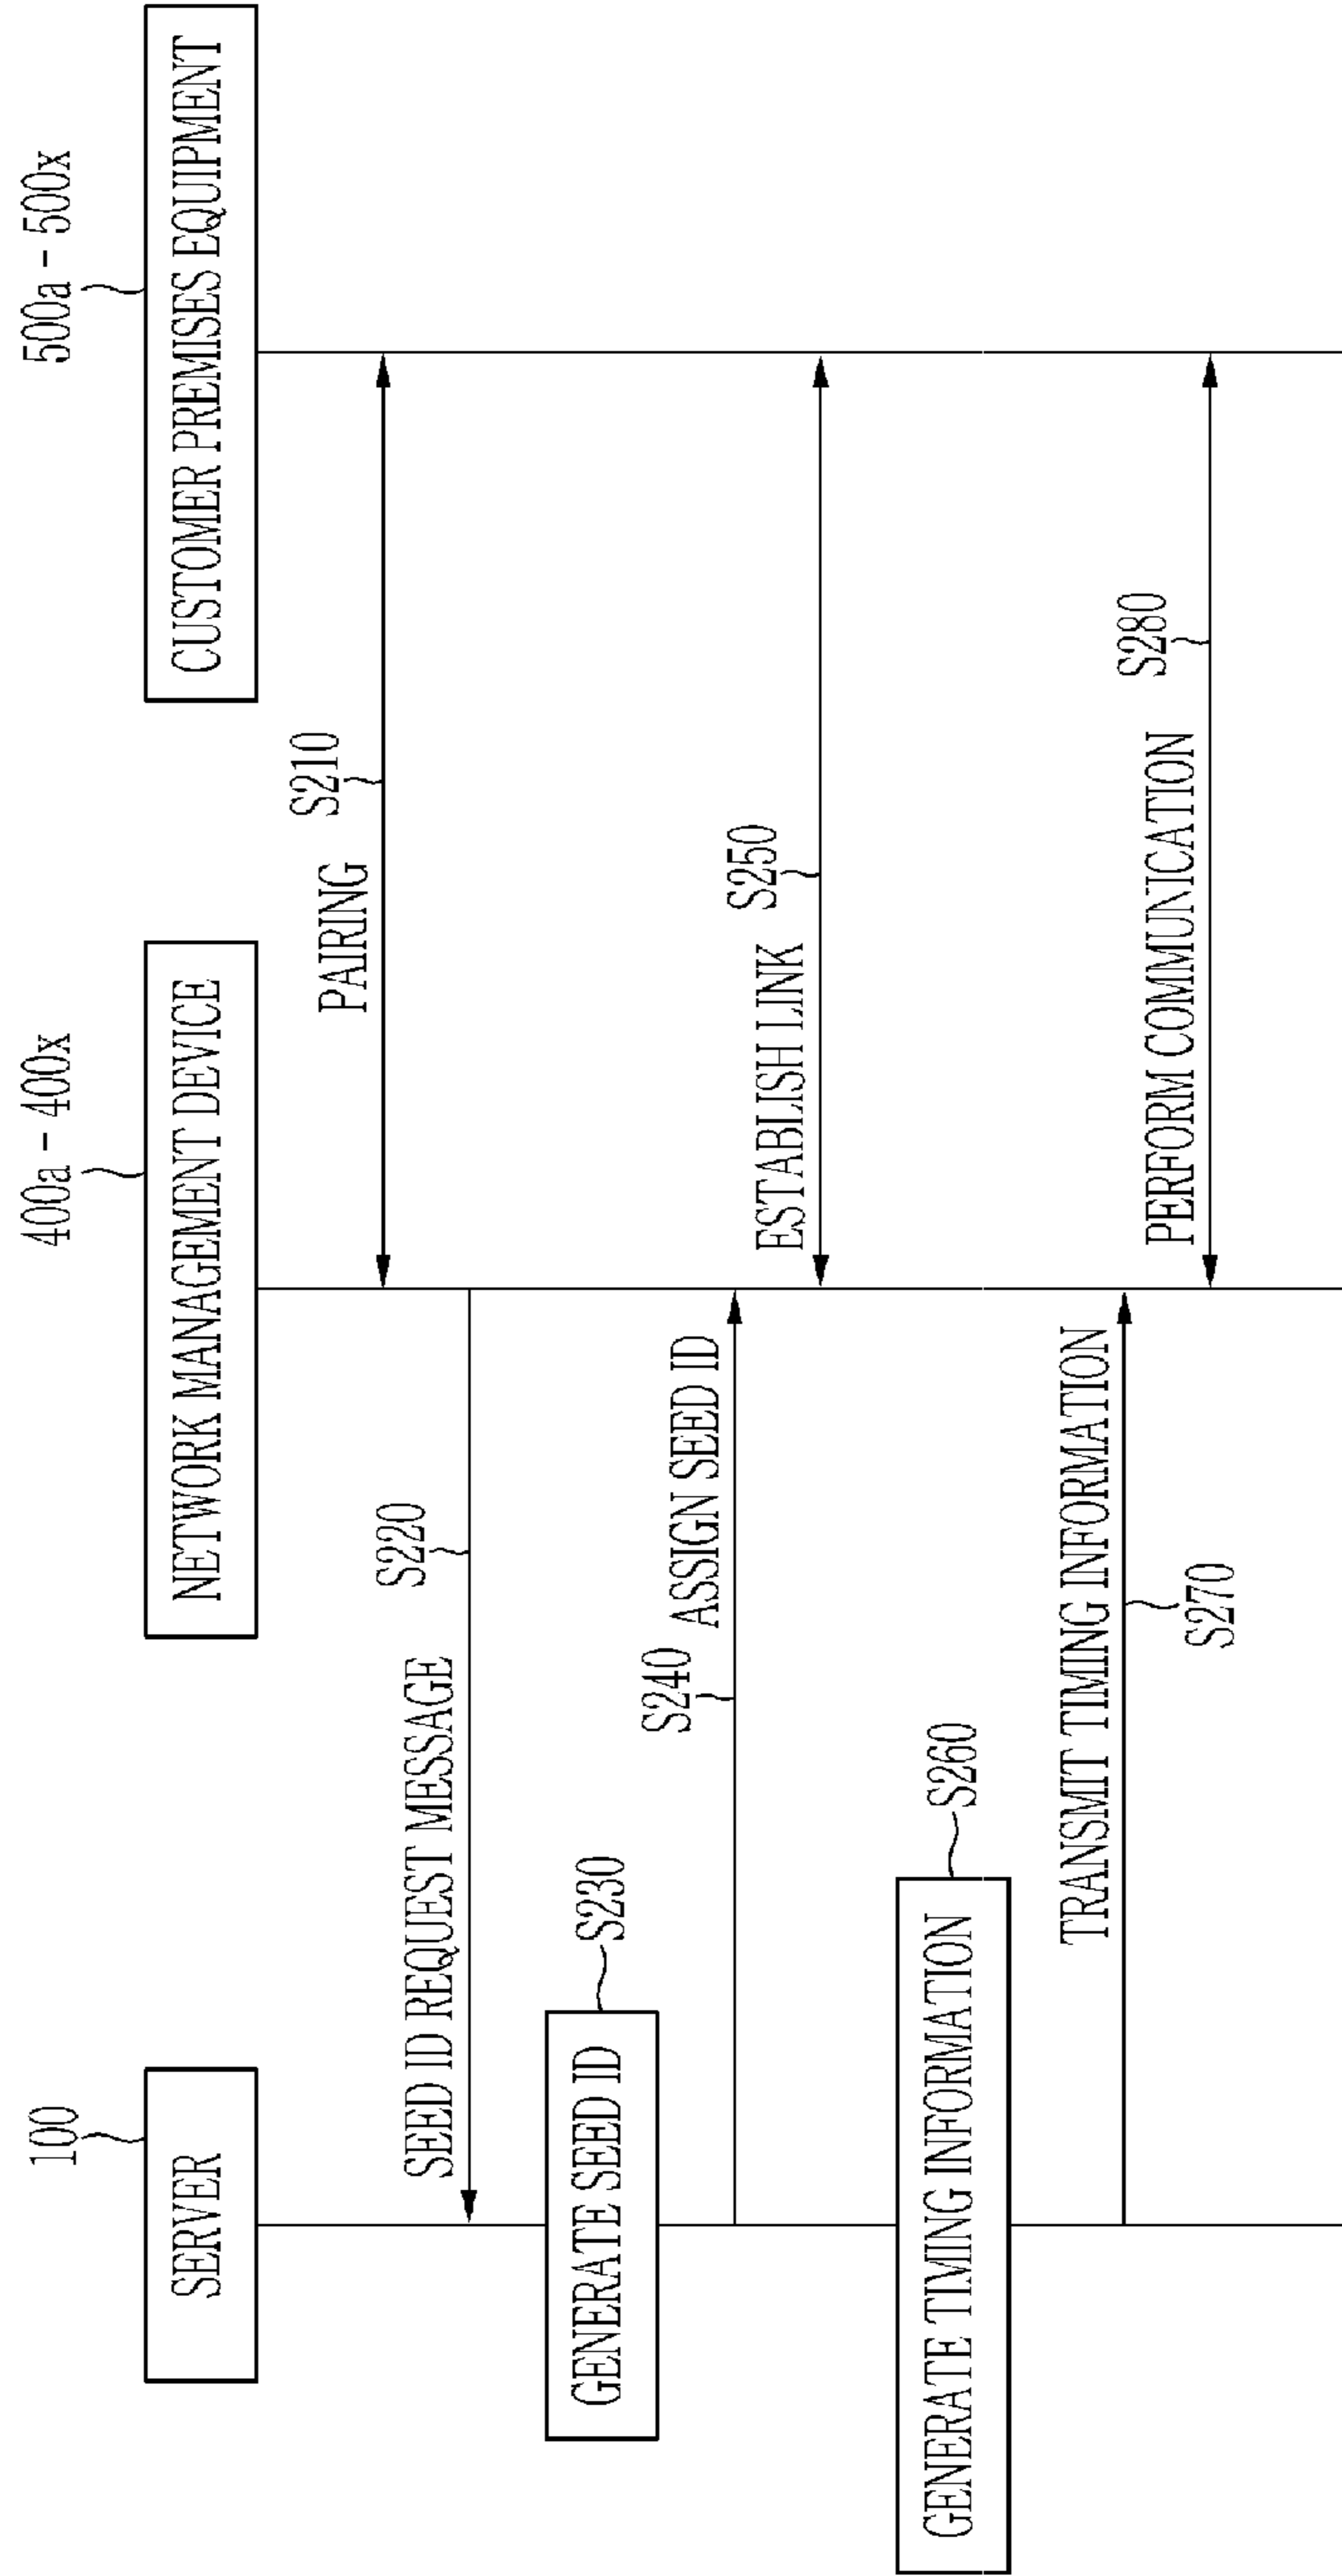 100
400a - 400x
500a - 500x
SERVER
NETWORK MANAGEMENT DEVICE
CUSTOMER PREMISES EQUIPMENT
PAIRING
S210
SEED ID REQUEST MESSAGE
S220
GENERATE SEED ID
S230
S240
ASSIGN SEED ID
ESTABLISH LINK
S250
GENERATE TIMING INFORMATION
S260
TRANSMIT TIMING INFORMATION
S270
PERFORM COMMUNICATION
S280